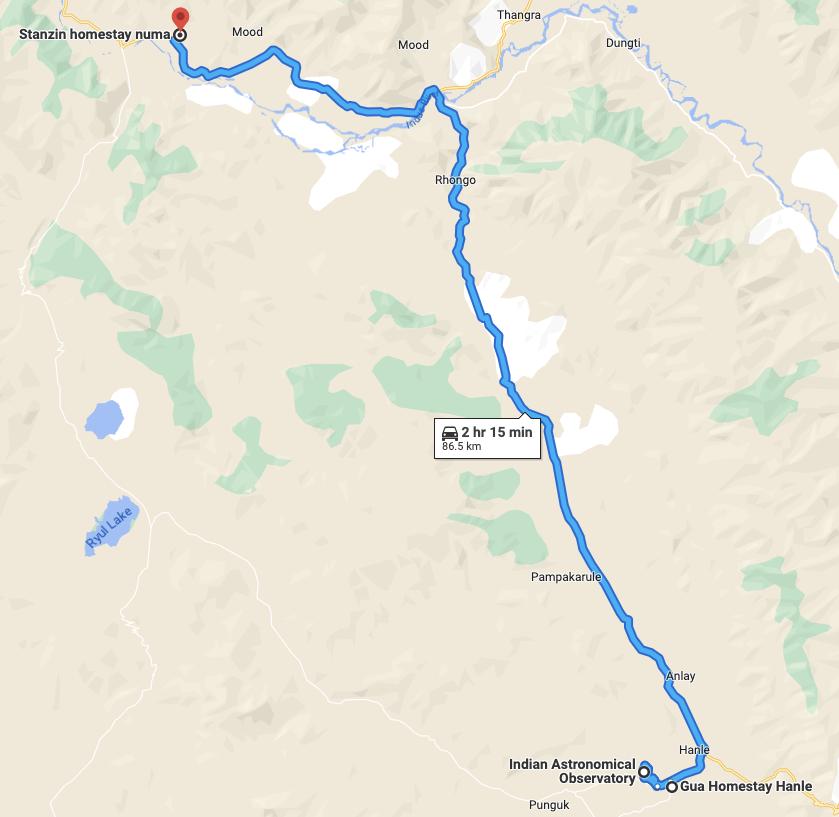 Thangra
Stanzin homestay numa
Mood
Mood
Dungti
Indus
Rhongo
2 hr 15 min
86.5 km
Ryul Lake
Pampakarule
Anlay
Hanle
Indian Astronomical
Observatory
Gua Homestay Hanle
Punguk